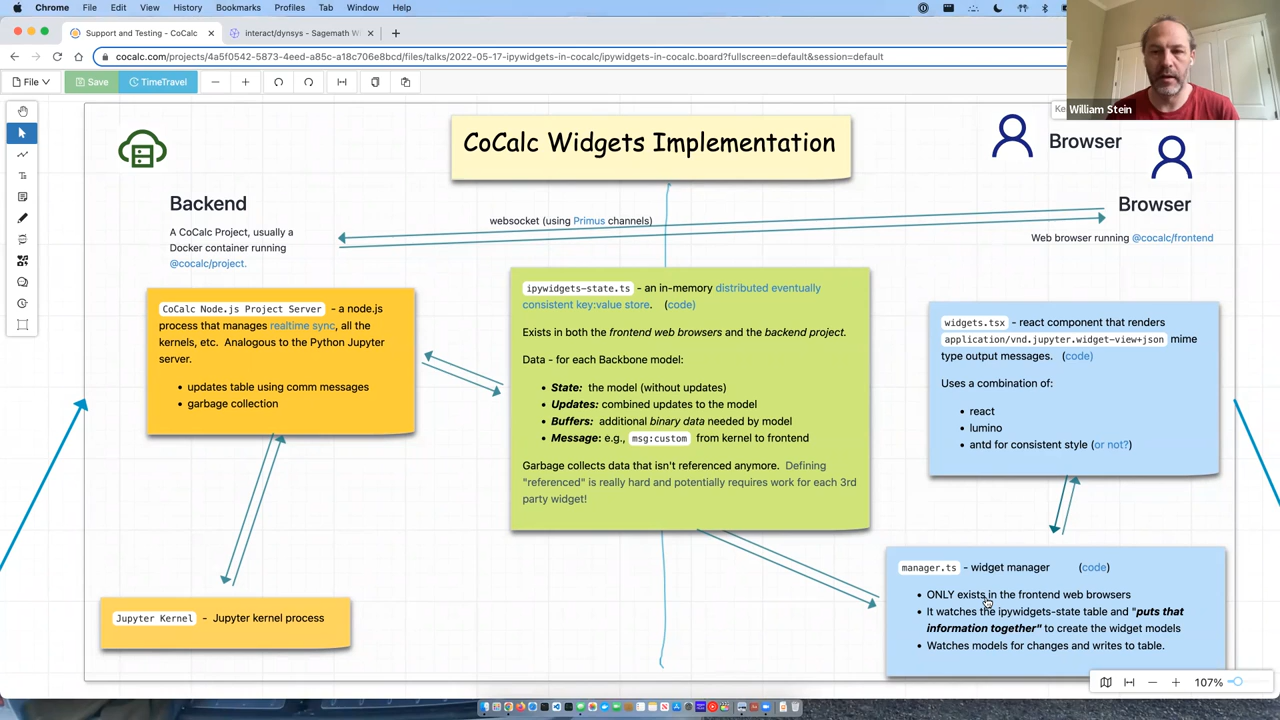 Chrome File Edit View History Bookmarks Profiles Tab Window Help
Support and Testing - CoCalc
interact/dynsys - Sagemath W
cocalc.com/projects/4a5f0542-5873-4eed-a85c-a18c706e8bcd/files/talks/2022-05-17-ipywidgets-in-cocalc/ipywidgets-in-cocalc.board?fullscreen=default&session=default
File Save TimeTravel
William Stein
CoCalc Widgets Implementation
Browser
Browser
Web browser running @cocalc/frontend
Backend
A CoCalc Project, usually a
Docker container running
@cocalc/project.
websocket (using Primus channels)
CoCalc Node.js Project Server - a node.js
process that manages realtime sync, all the
kernels, etc. Analogous to the Python Jupyter
server.
• updates table using comm messages
• garbage collection
Jupyter Kernel - Jupyter kernel process
ipywidgets-state.ts - an in-memory distributed eventually
consistent key:value store. (code)
Exists in both the frontend web browsers and the backend project.
Data - for each Backbone model:
• State: the model (without updates)
• Updates: combined updates to the model
• Buffers: additional binary data needed by model
• Message: e.g., msg:custom from kernel to frontend
Garbage collects data that isn't referenced anymore. Defining
"referenced" is really hard and potentially requires work for each 3rd
party widget!
widgets.tsx - react component that renders
application/vnd.jupyter.widget-view+json mime
type output messages. (code)
Uses a combination of:
• react
• lumino
• antd for consistent style (or not?)
manager.ts - widget manager (code)
• ONLY exists in the frontend web browsers
• It watches the ipywidgets-state table and "puts that
information together" to create the widget models
• Watches models for changes and writes to table.
107%